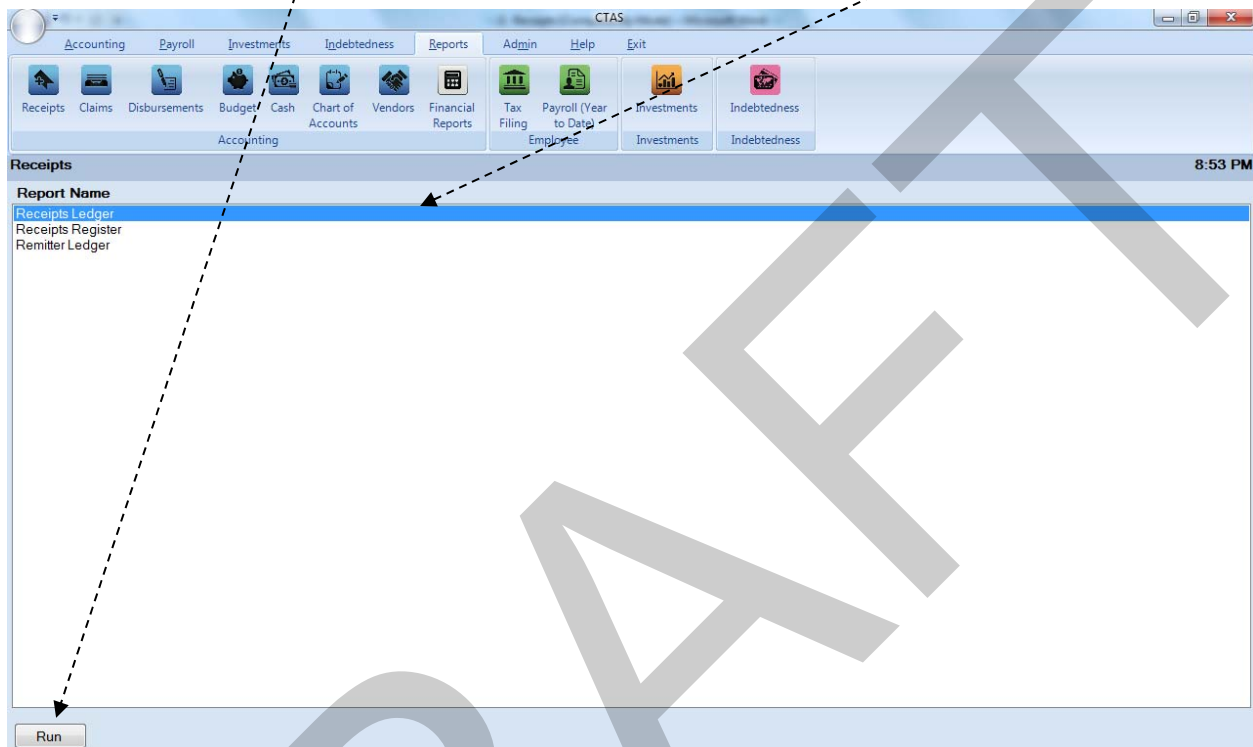 CTAS
Accounting Payroll Investments Indebtedness Reports Admin Help Exit
Receipts Claims Disbursements Budget Cash Chart of Accounts Vendors Financial Reports Tax Filing Payroll (Year to Date) Investments Indebtedness
Accounting Employee Investments Indebtedness
Receipts 8:53 PM
Report Name
Receipts Ledger
Receipts Register
Remitter Ledger
Run
DRAFT